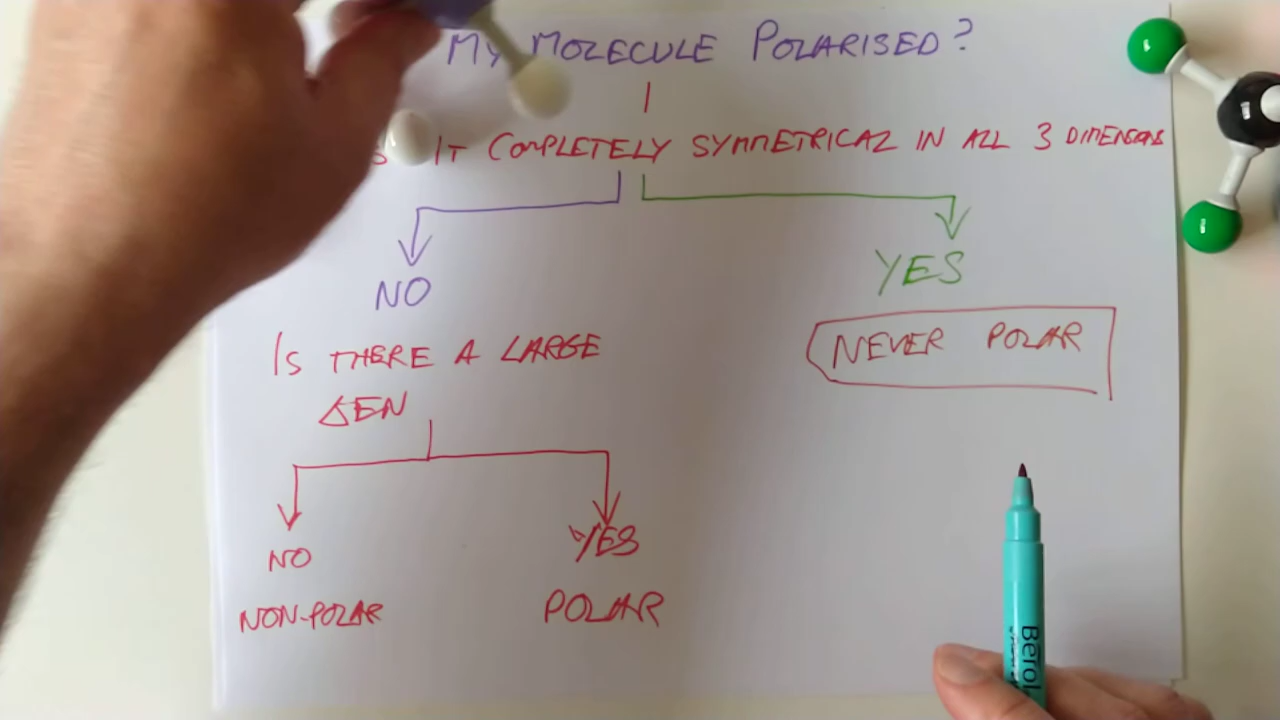 MY MOLECULE POLARISED?
IT COMPLETELY SYMMETRICAL IN ALL 3 DIMENSIONS
NO
YES
IS THERE A LARGE
ΔEN
NEVER POLAR
NO
YES
NON-POLAR
POLAR
Berol